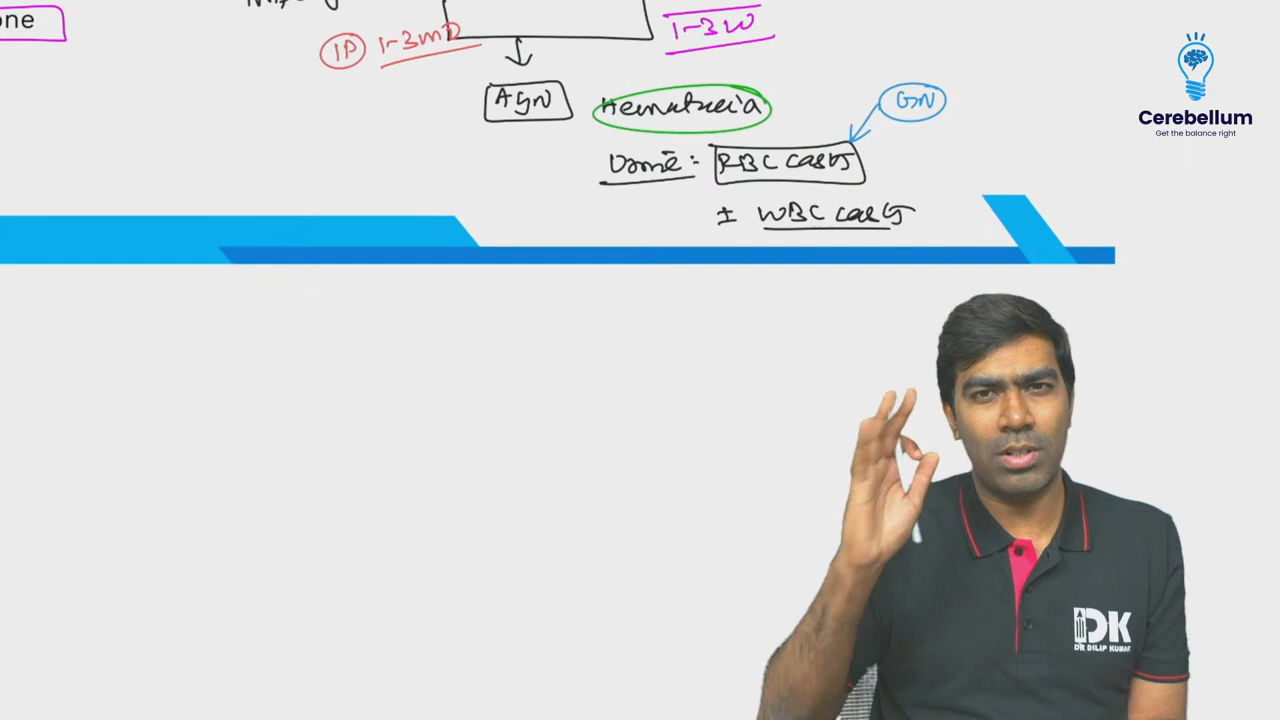 one
IP 1-3mD
1-3W
AGN Hematuria GN
Urine : RBC casts
± WBC casts
Cerebellum
Get the balance right
DK
DR DILIP KUMAR